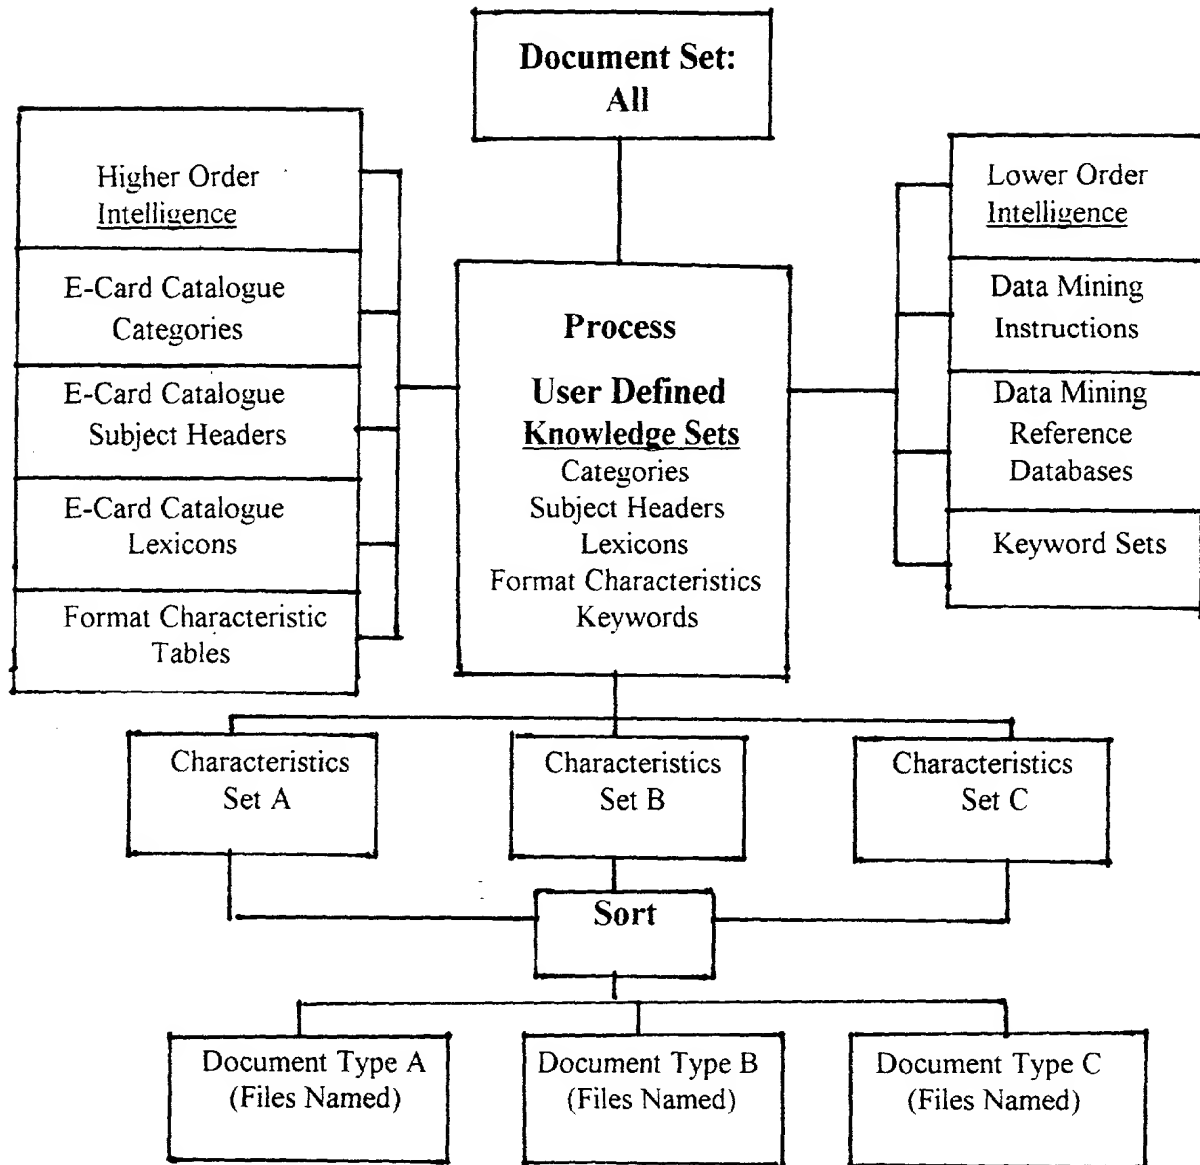 Document Set:
All
Higher Order
Intelligence
E-Card Catalogue
Categories
E-Card Catalogue
Subject Headers
E-Card Catalogue
Lexicons
Format Characteristic
Tables
Process
User Defined
Knowledge Sets
Categories
Subject Headers
Lexicons
Format Characteristics
Keywords
Lower Order
Intelligence
Data Mining
Instructions
Data Mining
Reference
Databases
Keyword Sets
Characteristics
Set A
Characteristics
Set B
Characteristics
Set C
Sort
Document Type A
(Files Named)
Document Type B
(Files Named)
Document Type C
(Files Named)